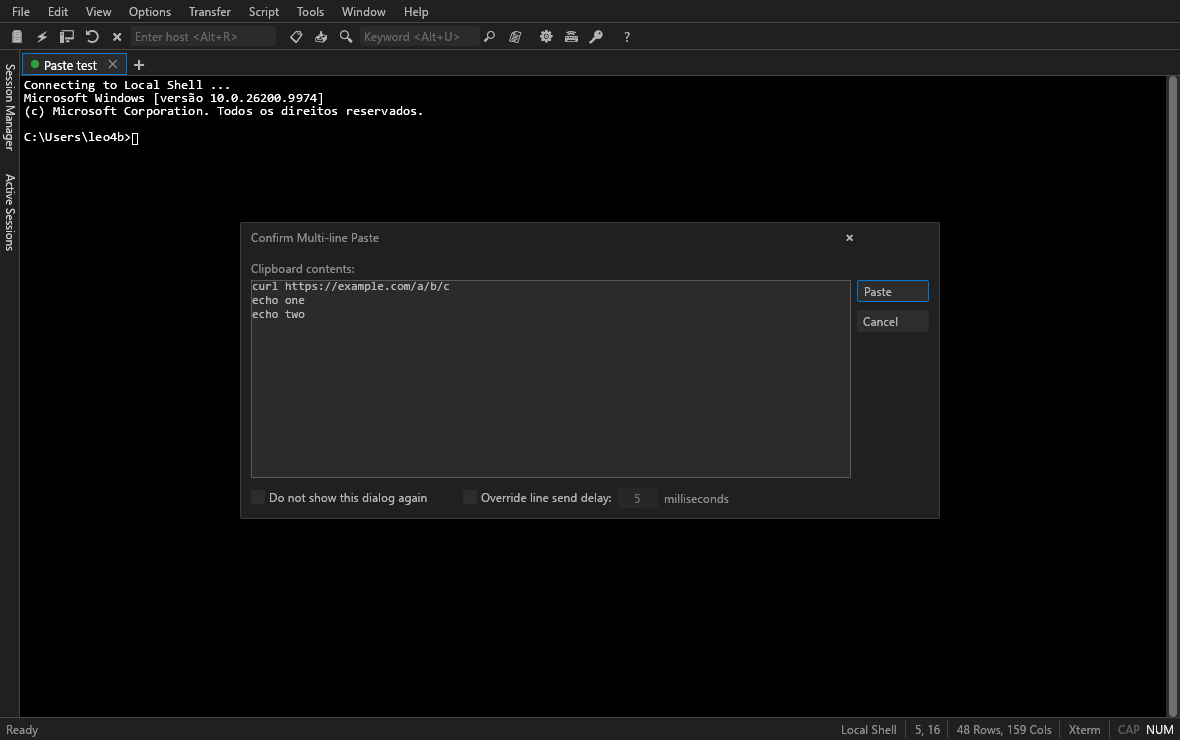 File Edit View Options Transfer Script Tools Window Help
Enter host <Alt+R> Keyword <Alt+U> ?
Session Manager
Active Sessions
Paste test
Connecting to Local Shell ...
Microsoft Windows [versão 10.0.26200.9974]
(c) Microsoft Corporation. Todos os direitos reservados.
C:\Users\leo4b>
Confirm Multi-line Paste
Clipboard contents:
curl https://example.com/a/b/c
echo one
echo two
Paste
Cancel
Do not show this dialog again Override line send delay: 5 milliseconds
Ready Local Shell 5, 16 48 Rows, 159 Cols Xterm CAP NUM